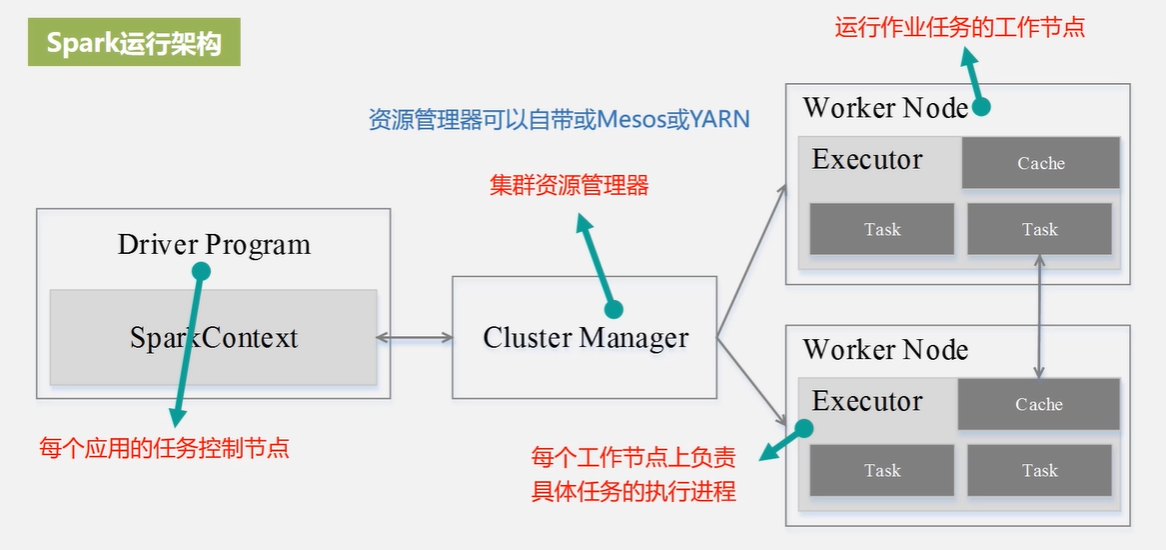 Spark运行架构
运行作业任务的工作节点
资源管理器可以自带或Mesos或YARN
集群资源管理器
Driver Program
SparkContext
每个应用的任务控制节点
Cluster Manager
Worker Node
Executor
Cache
Task
Task
Worker Node
Executor
Cache
Task
Task
每个工作节点上负责
具体任务的执行进程